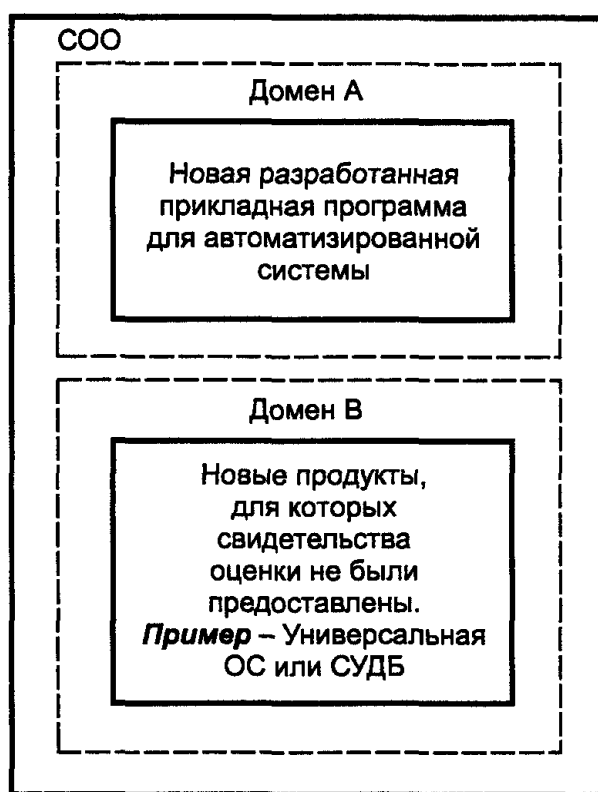 СОО
Домен А
Новая разработанная
прикладная программа
для автоматизированной
системы
Домен В
Новые продукты,
для которых
свидетельства
оценки не были
предоставлены.
Пример – Универсальная
ОС или СУДБ